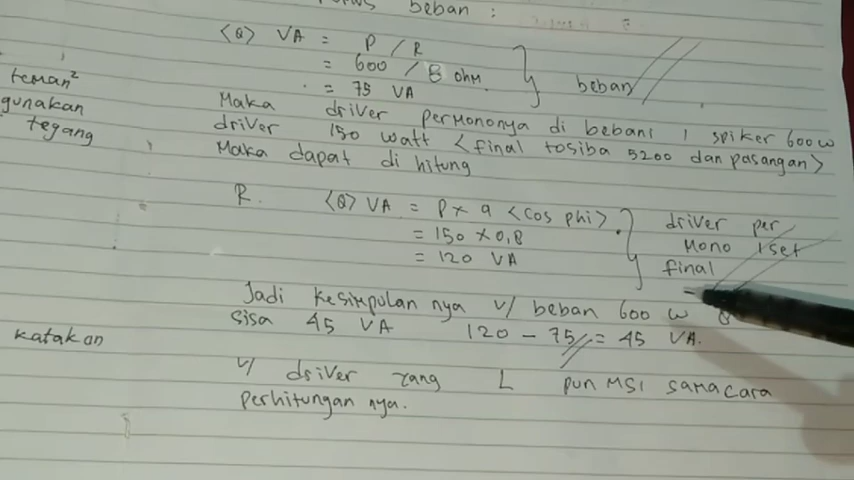 beban :
<Q> VA = P / R
= 600 / 8 ohm.
= 75 VA
beban
teman²
gunakan
tegang
Maka driver permononya di bebani 1 spiker 600 w
driver 150 watt <final tosiba 5200 dan pasangan>
Maka dapat di hitung
R. <Q> VA = P x a <cos phi>.
= 150 x 0,8
= 120 VA
driver per
Mono 1 set
final
Jadi kesimpulan nya u/ beban 600 w
sisa 45 VA 120 - 75 = 45 VA.
katakan
u/ driver yang L pun MSI sama cara
perhitungan nya.